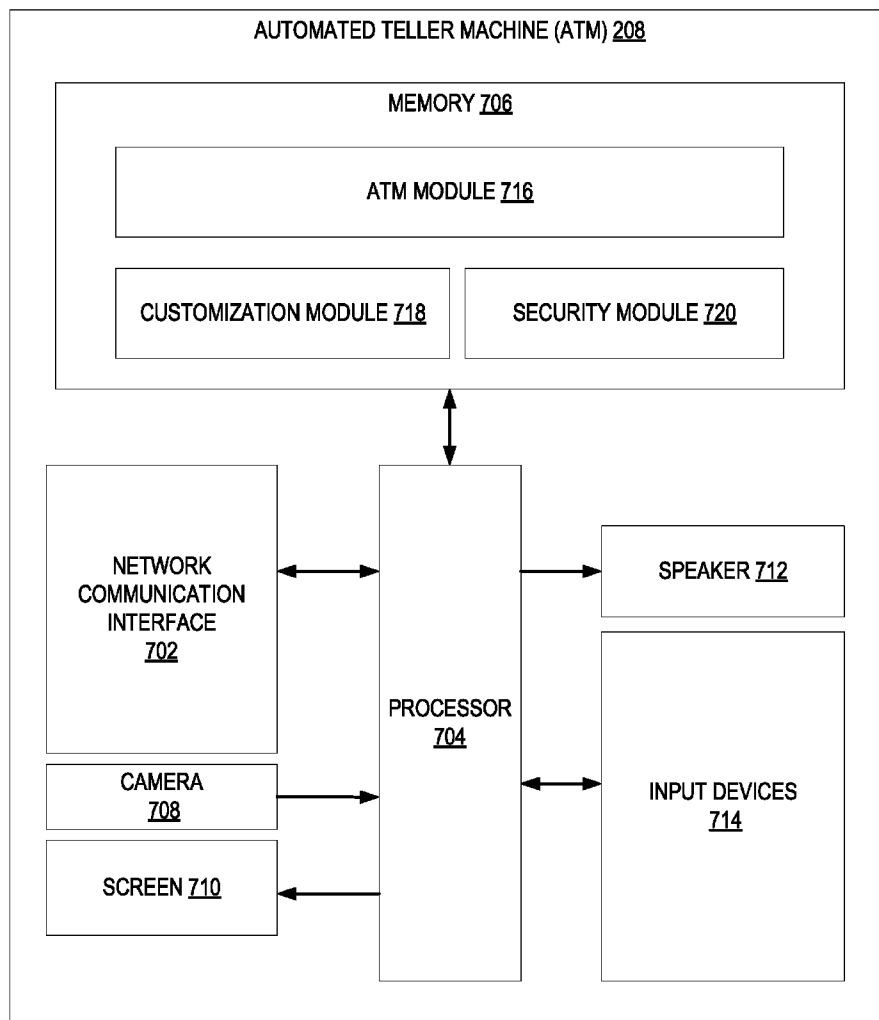 AUTOMATED TELLER MACHINE (ATM) 208
MEMORY 706
ATM MODULE 716
CUSTOMIZATION MODULE 718
SECURITY MODULE 720
NETWORK
COMMUNICATION
INTERFACE
702
CAMERA
708
SCREEN 710
PROCESSOR
704
SPEAKER 712
INPUT DEVICES
714